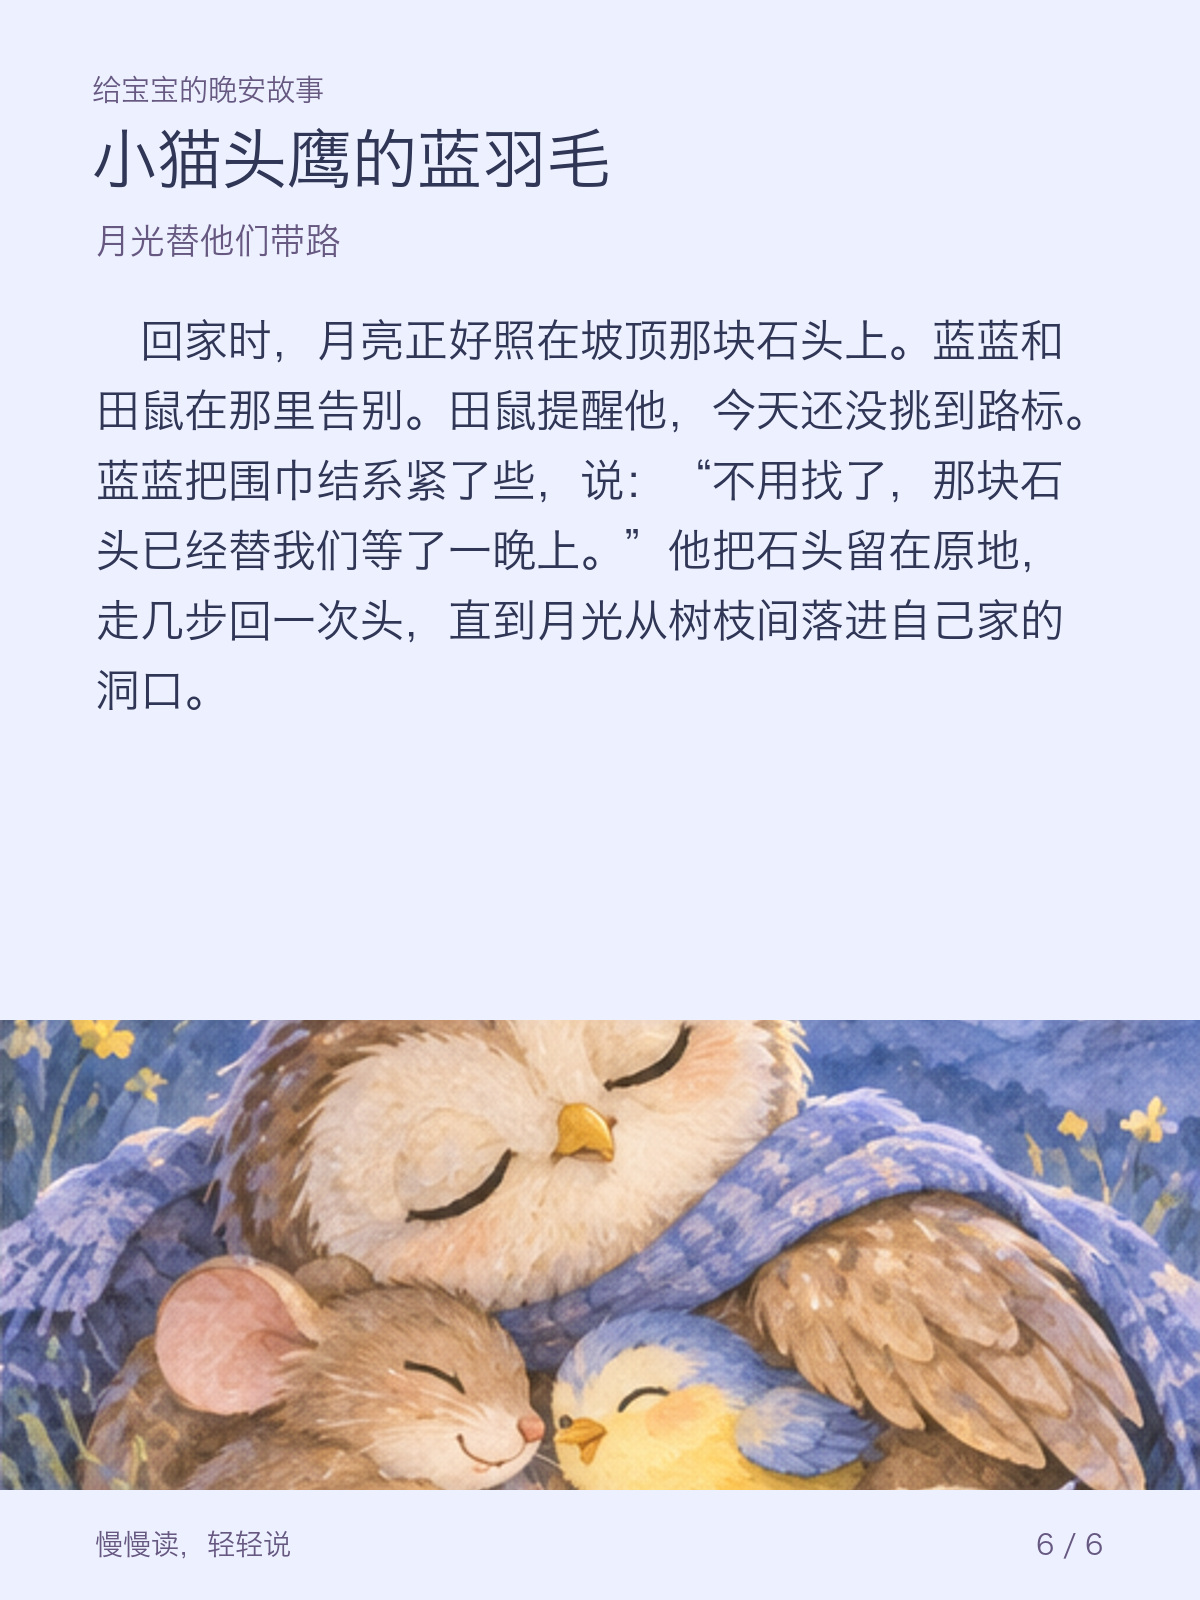 给宝宝的晚安故事
小猫头鹰的蓝羽毛
月光替他们带路
回家时，月亮正好照在坡顶那块石头上。蓝蓝和
田鼠在那里告别。田鼠提醒他，今天还没挑到路标。
蓝蓝把围巾结系紧了些，说：“不用找了，那块石
头已经替我们等了一晚上。”他把石头留在原地，
走几步回一次头，直到月光从树枝间落进自己家的
洞口。
慢慢读，轻轻说
6 / 6